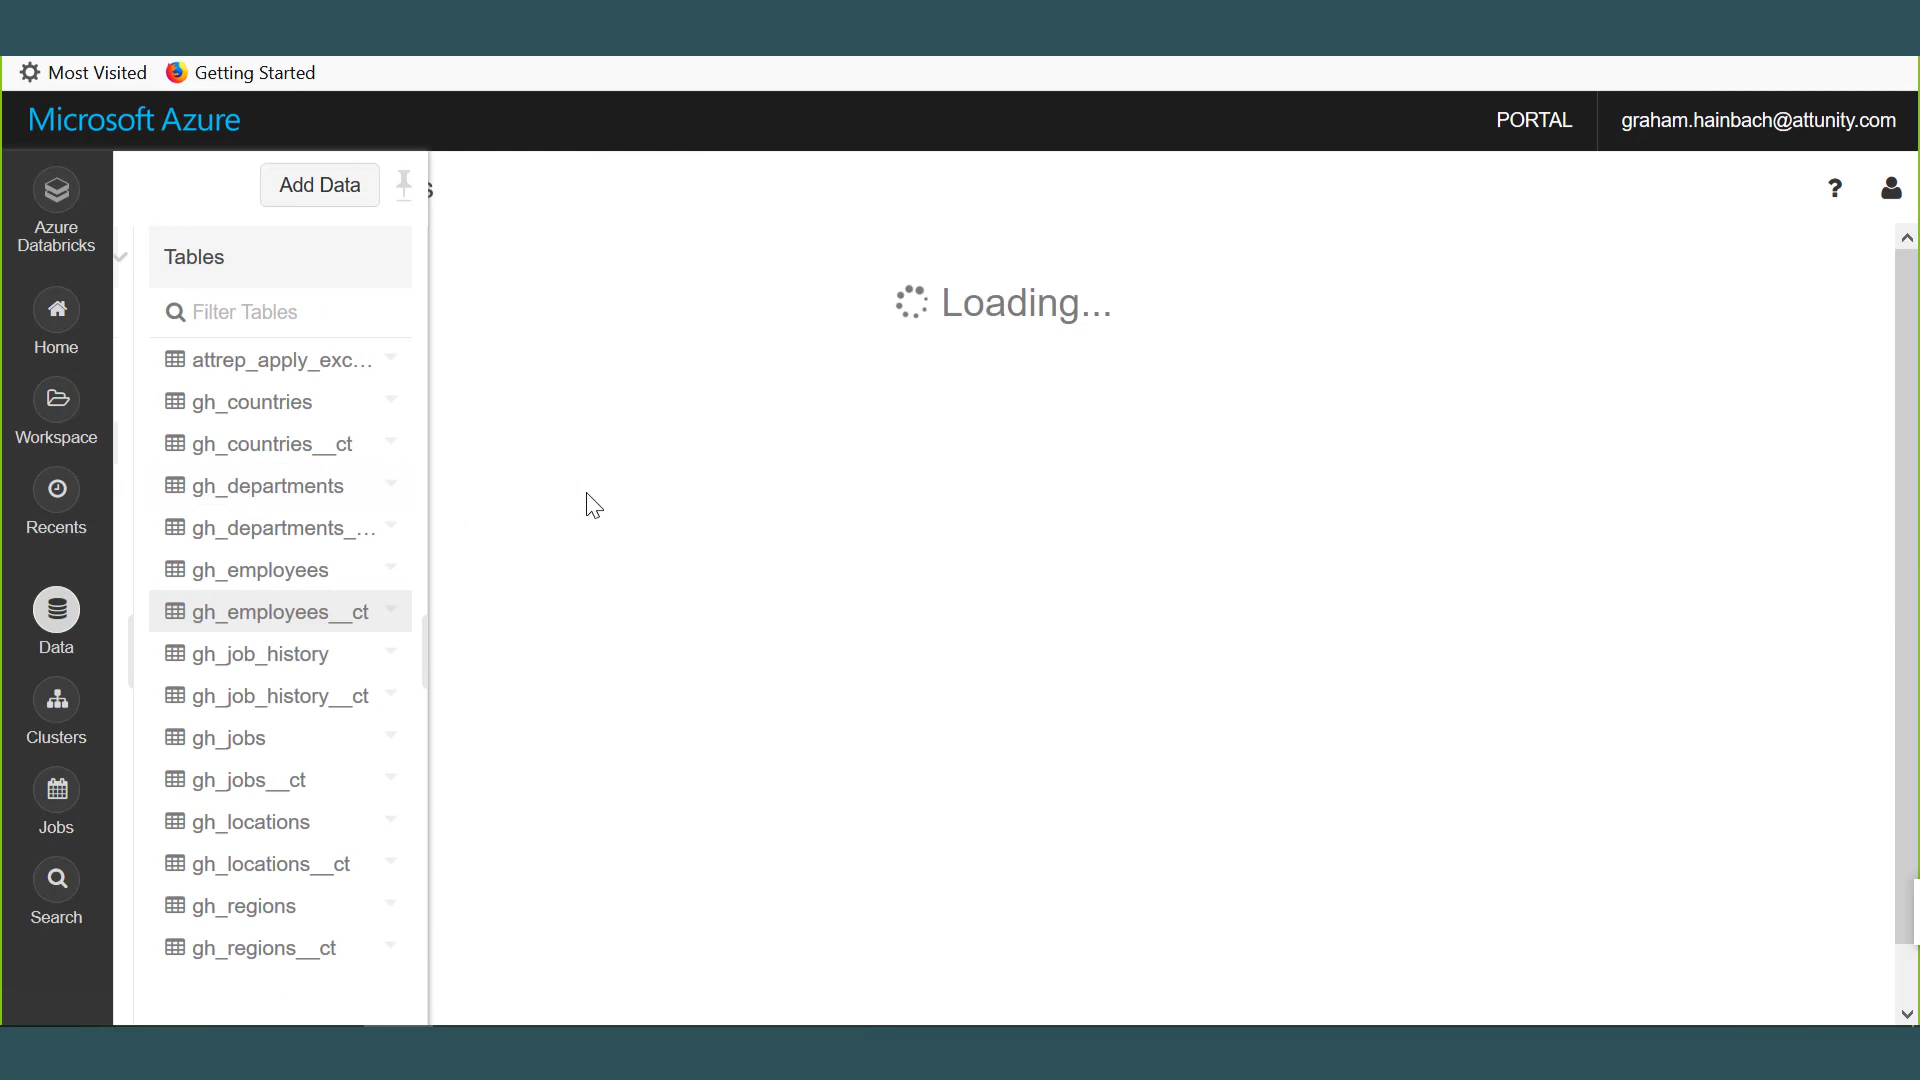 Most Visited Getting Started
Microsoft Azure PORTAL graham.hainbach@attunity.com
Add Data s ?
Azure
Databricks
Tables
Filter Tables
Loading...
Home
attrep_apply_exc...
gh_countries
Workspace
gh_countries__ct
gh_departments
Recents
gh_departments_...
gh_employees
gh_employees__ct
Data
gh_job_history
gh_job_history__ct
Clusters
gh_jobs
gh_jobs__ct
Jobs
gh_locations
gh_locations__ct
Search
gh_regions
gh_regions__ct